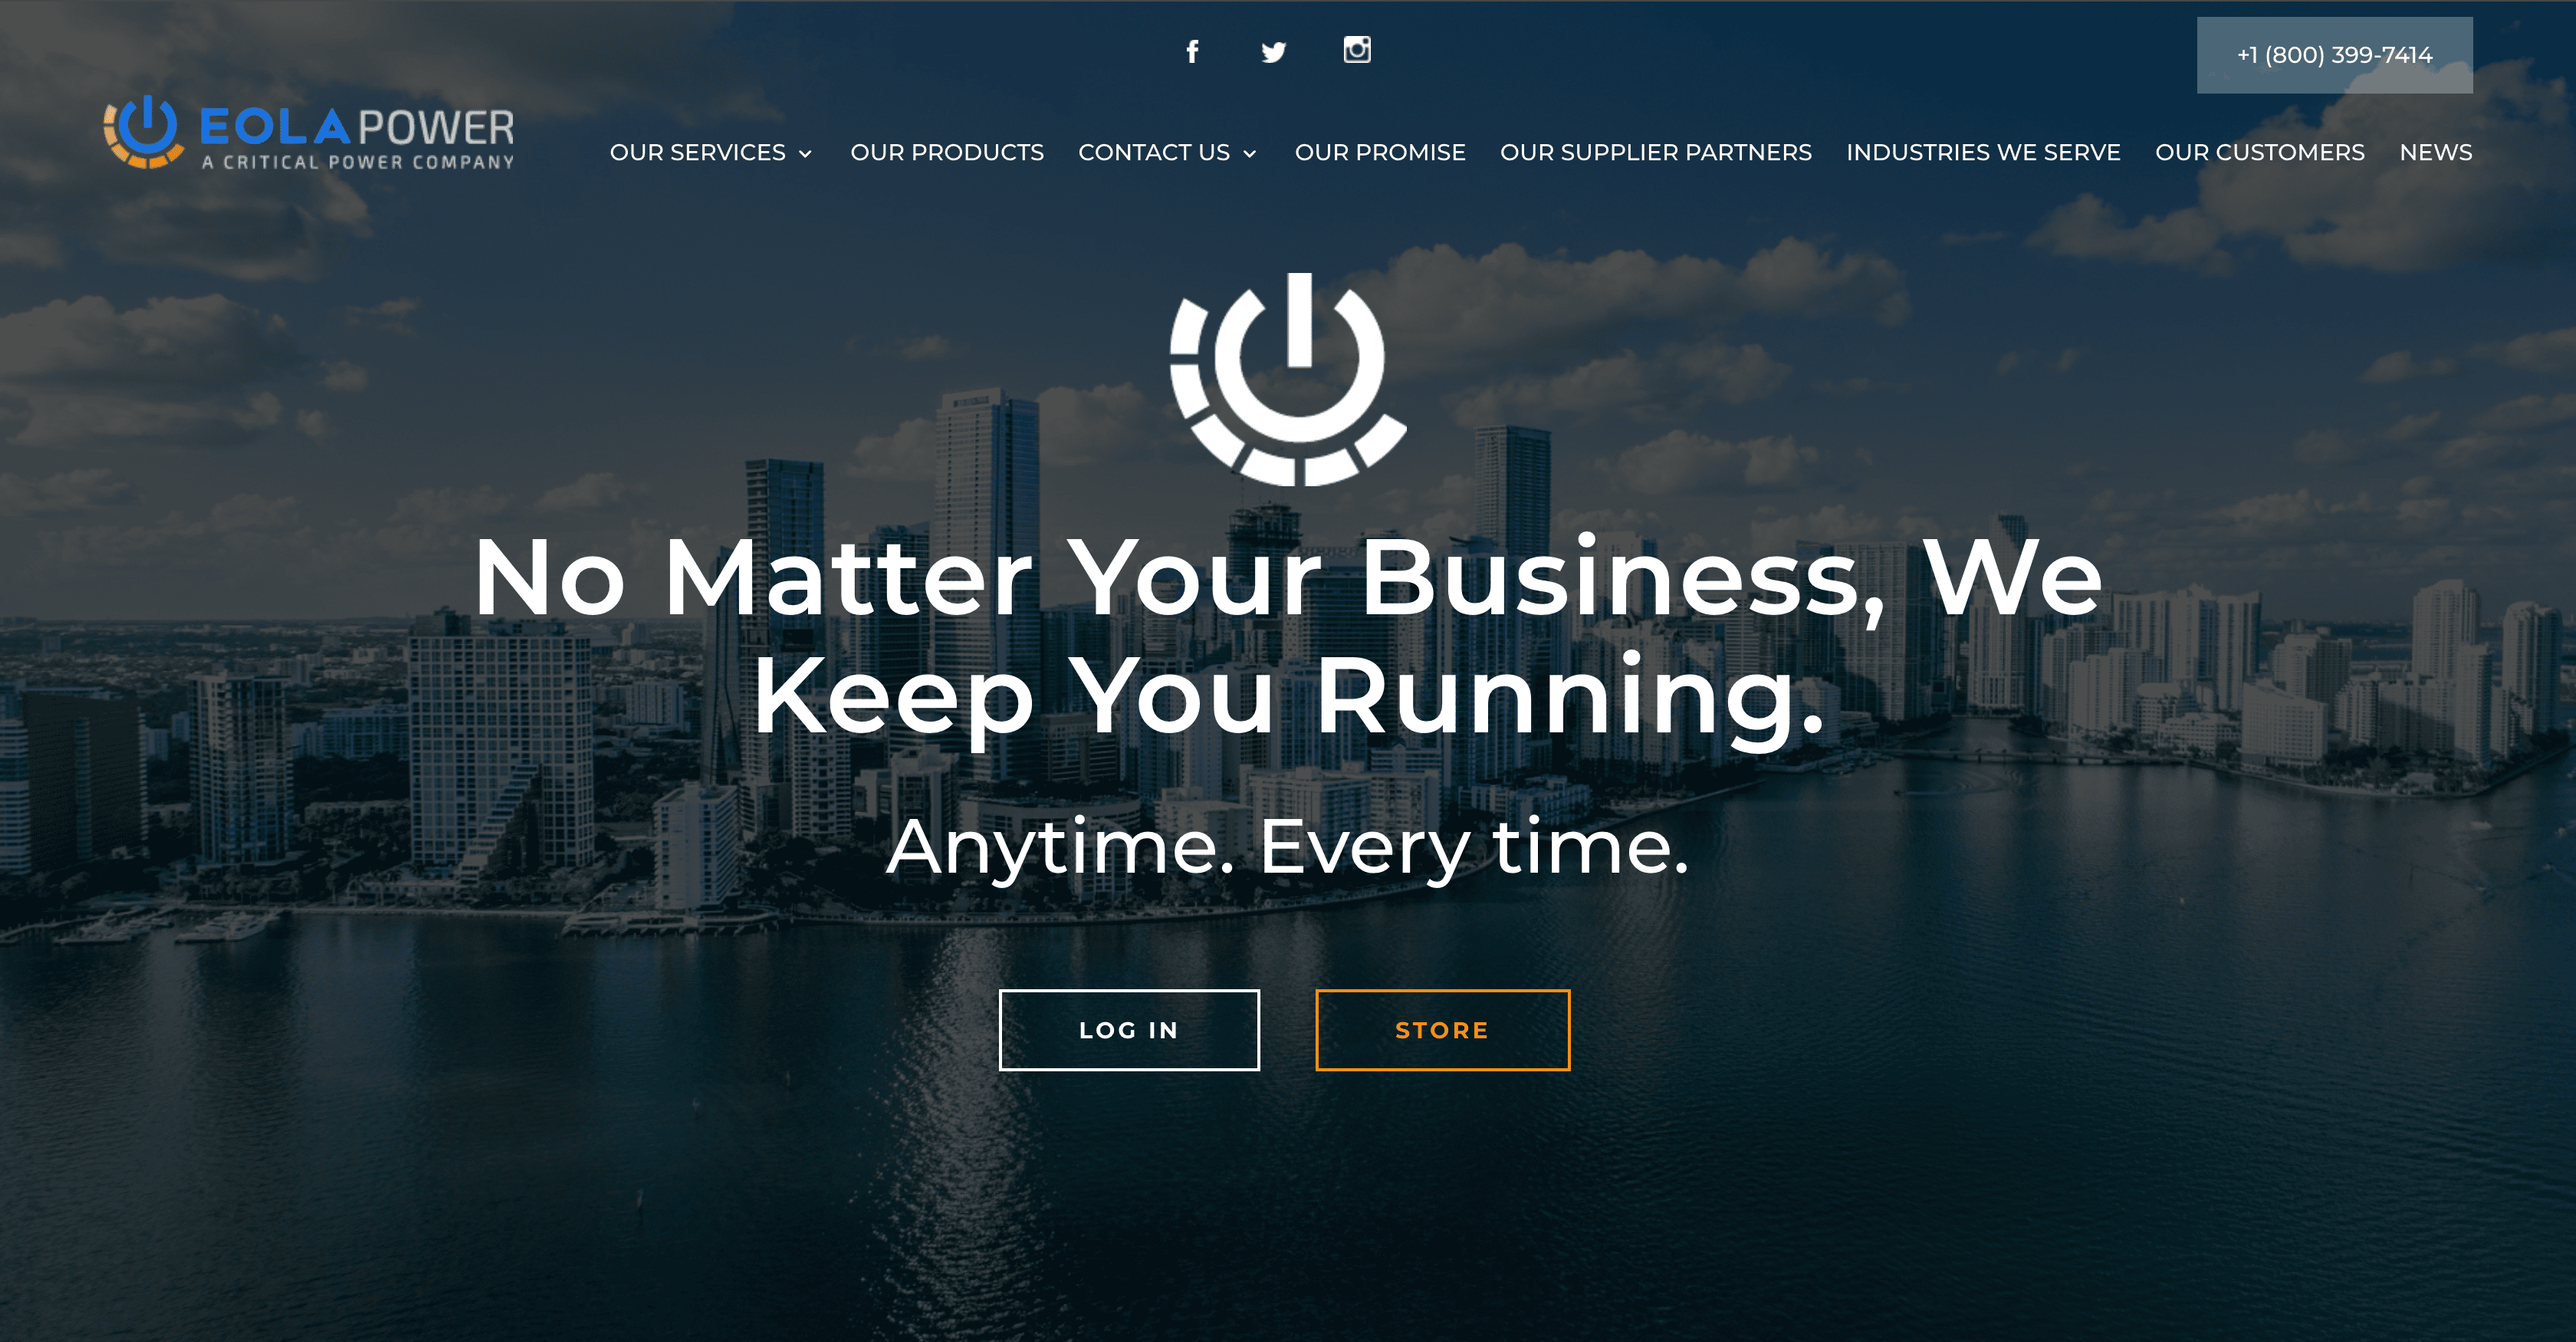 +1 (800) 399-7414
EOLA POWER
A CRITICAL POWER COMPANY
OUR SERVICES
OUR PRODUCTS
CONTACT US
OUR PROMISE
OUR SUPPLIER PARTNERS
INDUSTRIES WE SERVE
OUR CUSTOMERS
NEWS
No Matter Your Business, We
Keep You Running.
Anytime. Every time.
LOG IN
STORE